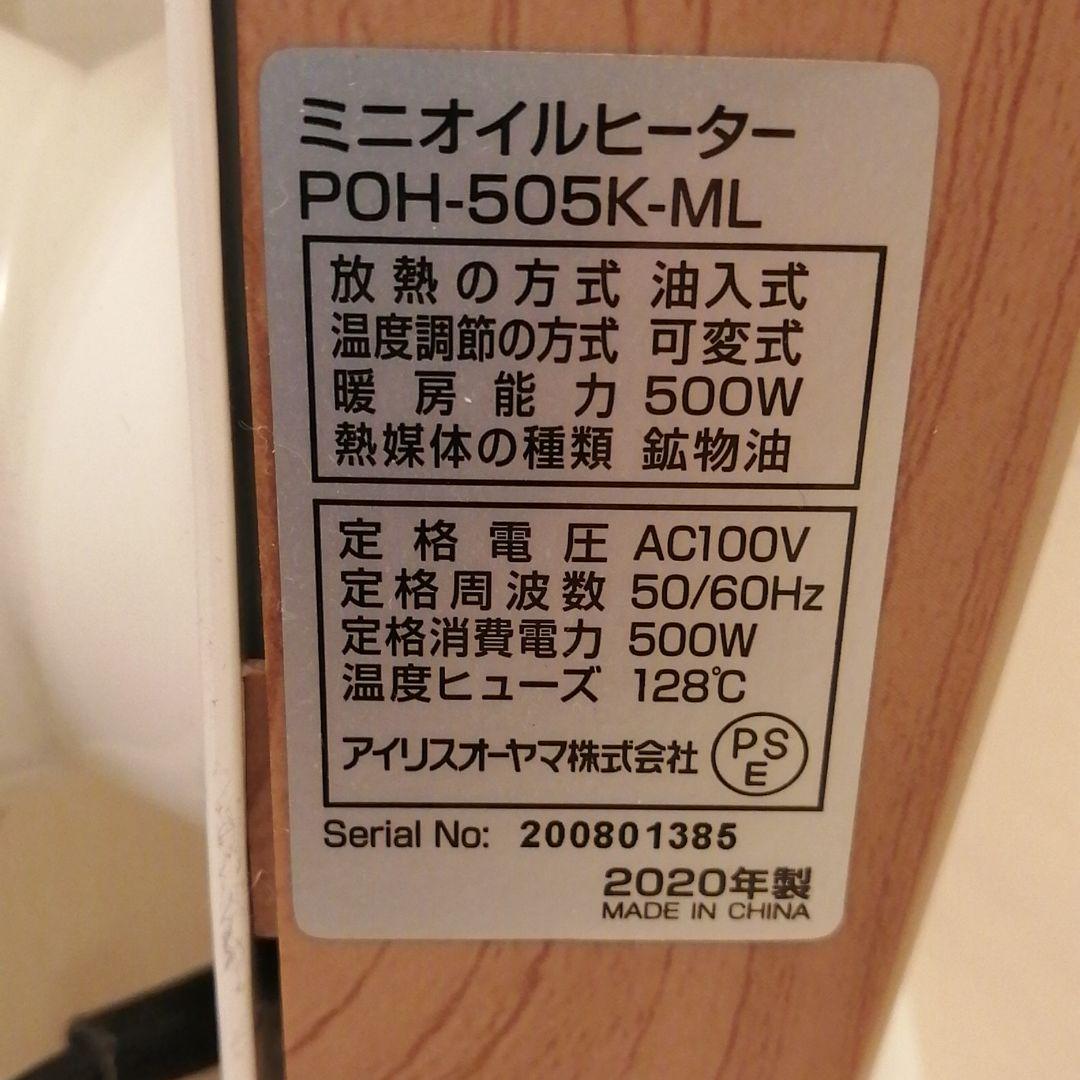 ミニオイルヒーター
POH-505K-ML
放熱の方式 油入式
温度調節の方式 可変式
暖房能力 500W
熱媒体の種類 鉱物油
定格電圧 AC100V
定格周波数 50/60Hz
定格消費電力 500W
温度ヒューズ 128℃
アイリスオーヤマ株式会社 PSE
Serial No: 200801385
2020年製
MADE IN CHINA